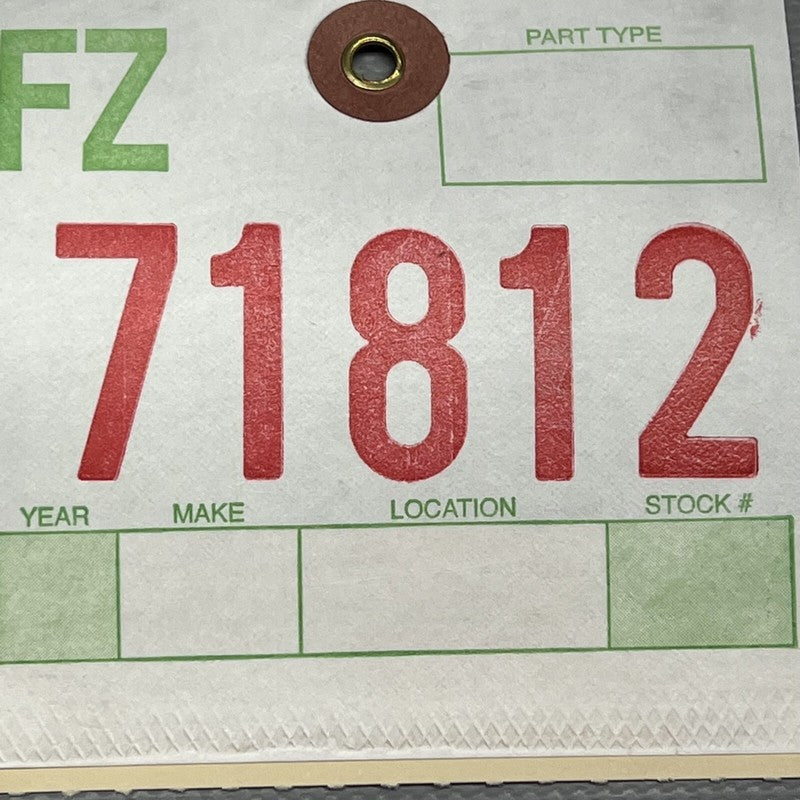 FZ
PART TYPE
71812
YEAR MAKE LOCATION STOCK #